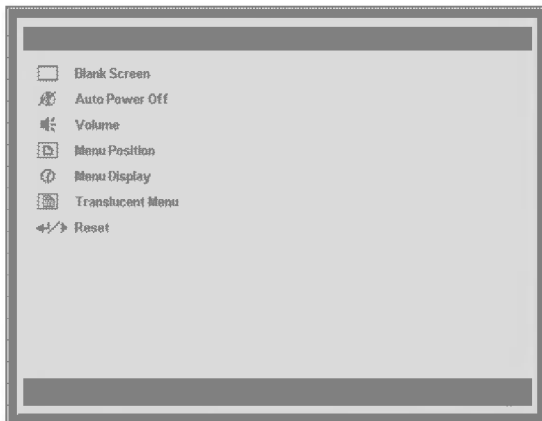 Blank Screen
Auto Power Off
Volume
Menu Position
Menu Display
Translucent Menu
Reset